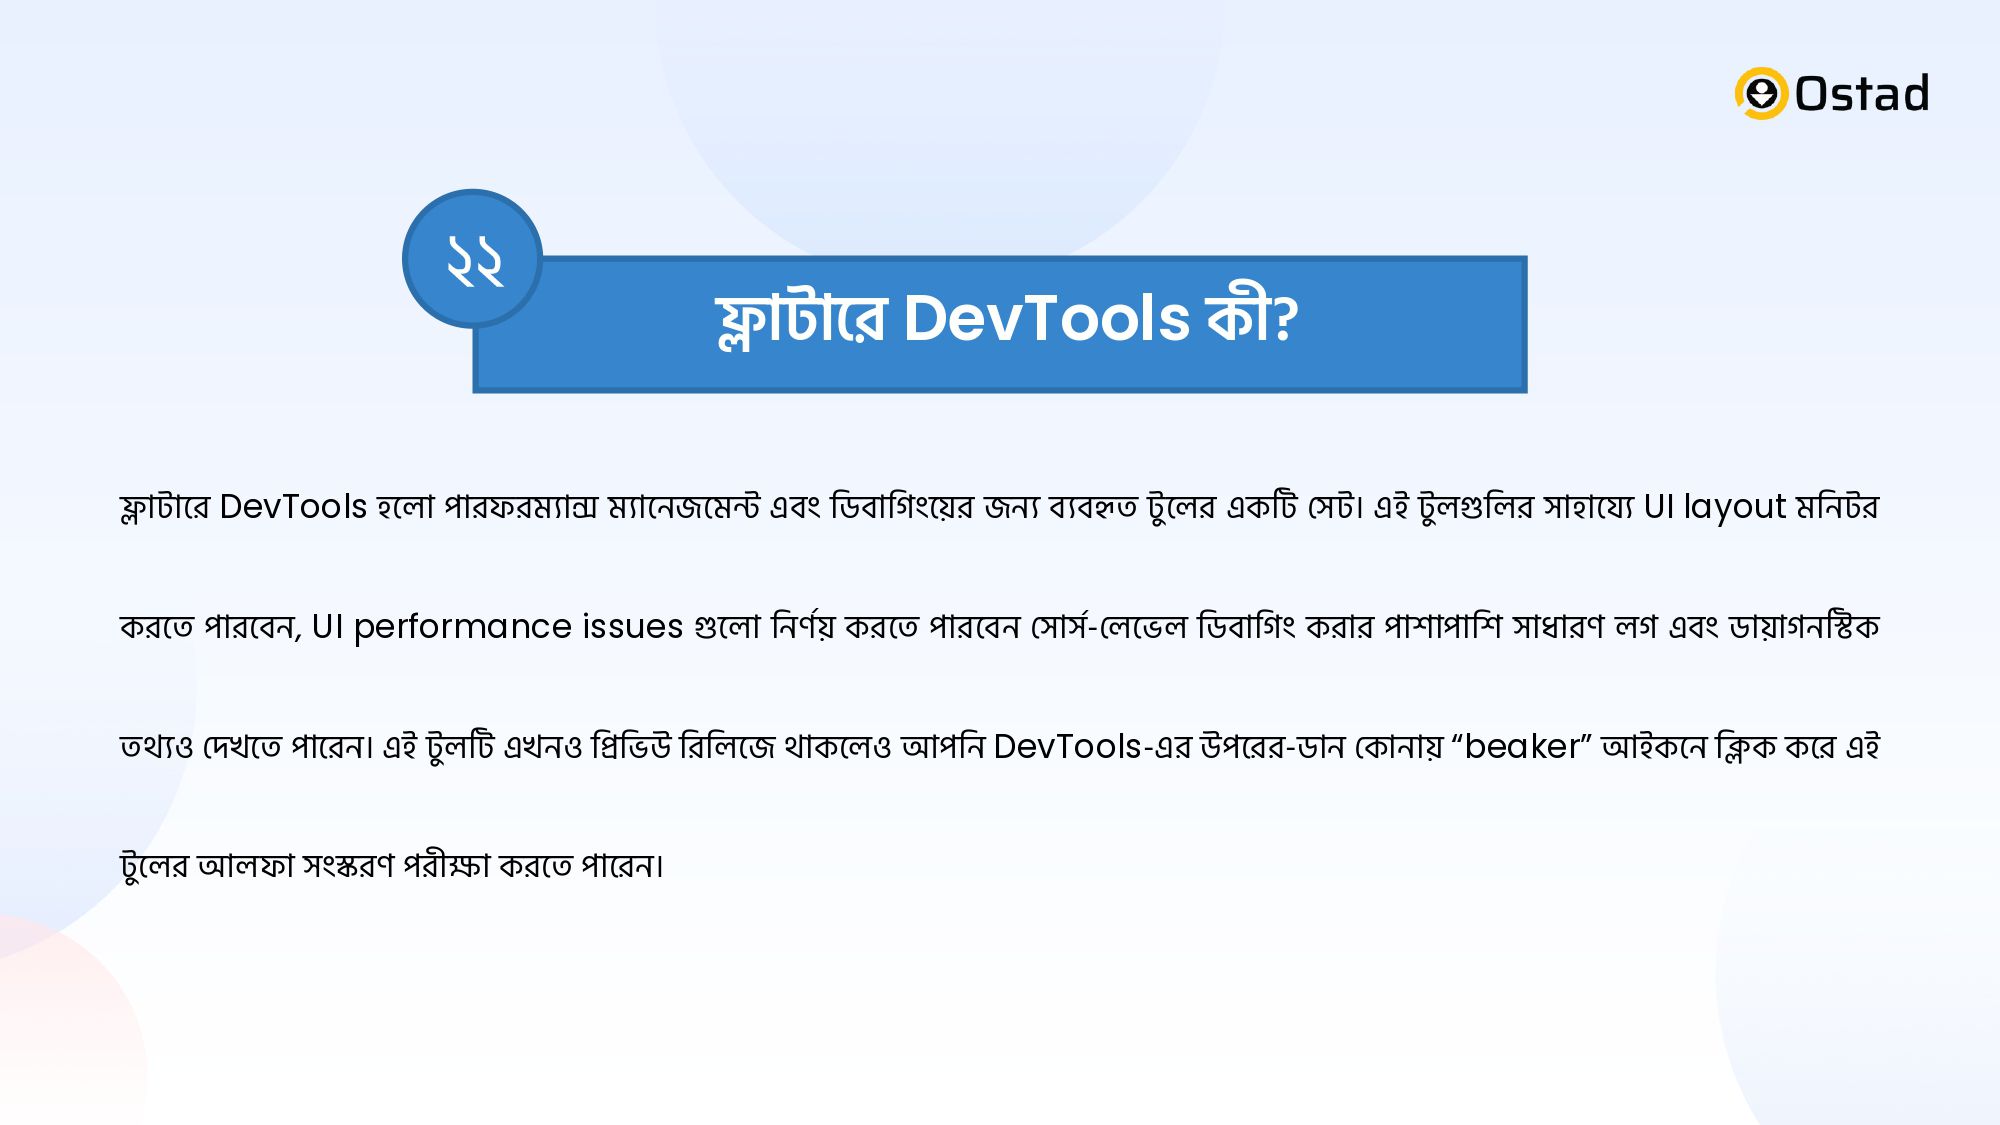 Ostad
২২
ফ্লাটারে DevTools কী?
ফ্লাটারে DevTools হলো পারফরম্যান্স ম্যানেজমেন্ট এবং ডিবাগিংয়ের জন্য ব্যবহৃত টুলের একটি সেট। এই টুলগুলির সাহায্যে UI layout মনিটর
করতে পারবেন, UI performance issues গুলো নির্ণয় করতে পারবেন সোর্স-লেভেল ডিবাগিং করার পাশাপাশি সাধারণ লগ এবং ডায়াগনস্টিক
তথ্যও দেখতে পারেন। এই টুলটি এখনও প্রিভিউ রিলিজে থাকলেও আপনি DevTools-এর উপরের-ডান কোনায় “beaker” আইকনে ক্লিক করে এই
টুলের আলফা সংস্করণ পরীক্ষা করতে পারেন।